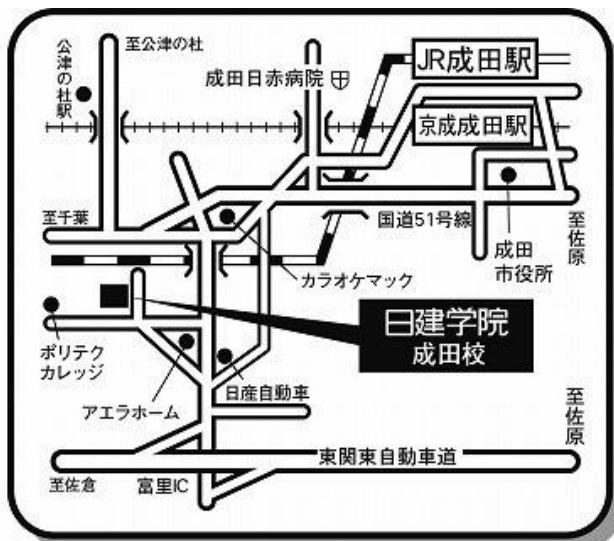 至公津の杜
公津の杜駅
成田日赤病院
JR成田駅
京成成田駅
至千葉
国道51号線
成田
市役所
至佐原
カラオケマック
日建学院
成田校
ポリテク
カレッジ
アエラホーム
日産自動車
至佐原
東関東自動車道
至佐倉
富里IC